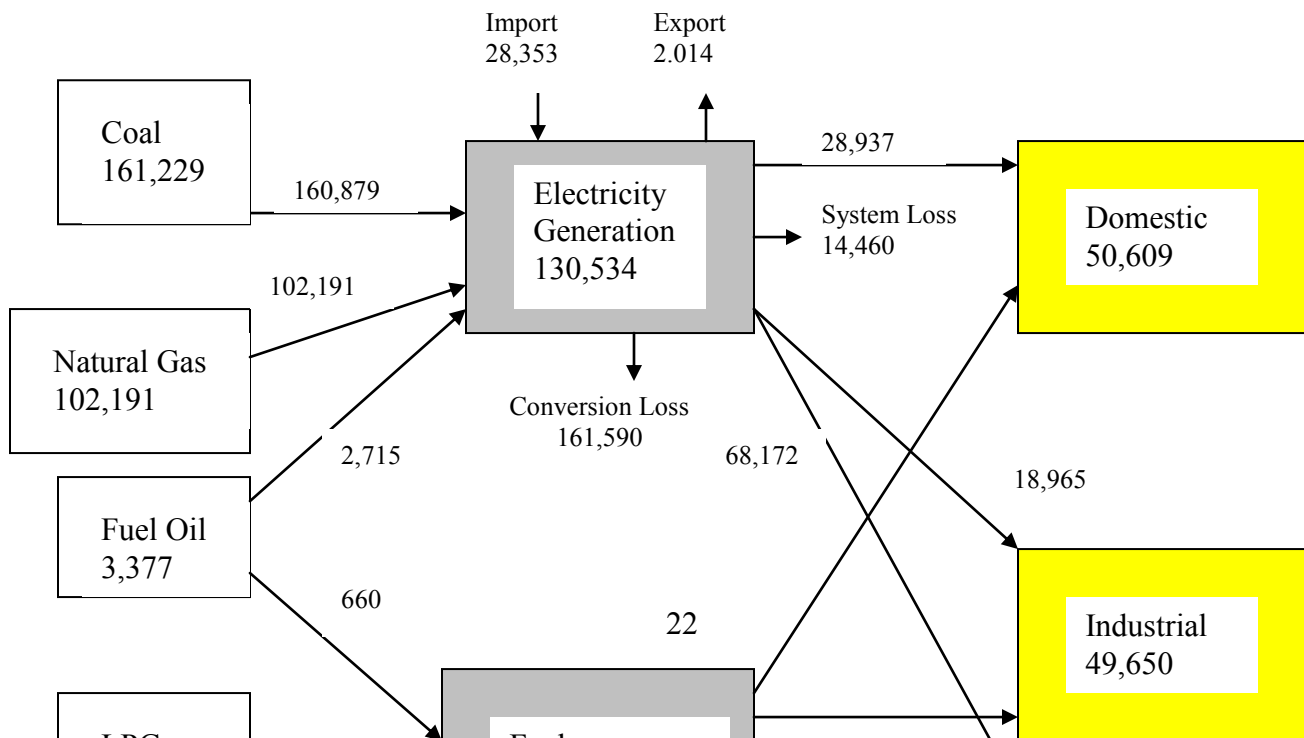 Import
28,353
Export
2.014
Coal
161,229
160,879
Electricity
Generation
130,534
28,937
System Loss
14,460
Domestic
50,609
102,191
Natural Gas
102,191
Conversion Loss
161,590
2,715
68,172
18,965
Fuel Oil
3,377
660
22
Industrial
49,650